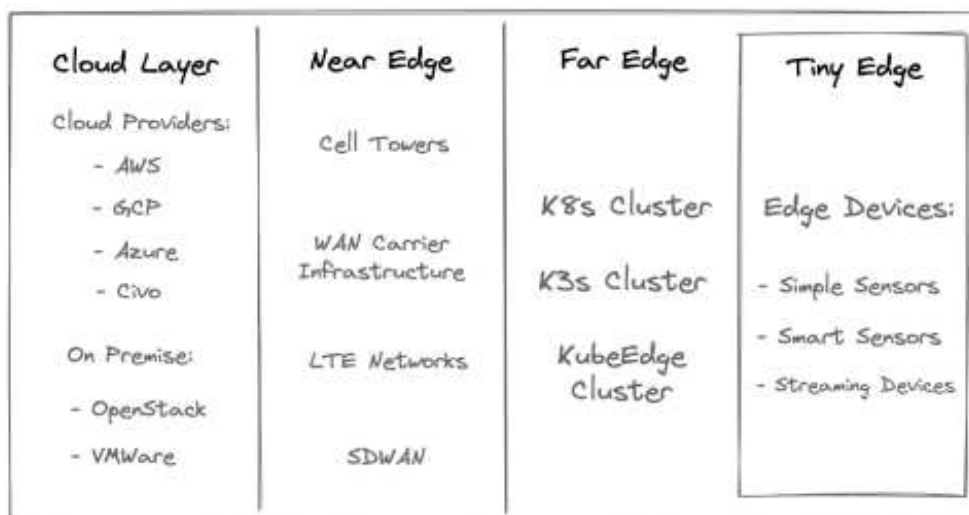 Cloud Layer
Cloud Providers:
- AWS
- GCP
- Azure
- Civo
On Premise:
- OpenStack
- VMWare
Near Edge
Cell Towers
WAN Carrier
Infrastructure
LTE Networks
SDWAN
Far Edge
K8s Cluster
K3s Cluster
KubeEdge
Cluster
Tiny Edge
Edge Devices:
- Simple Sensors
- Smart Sensors
- Streaming Devices